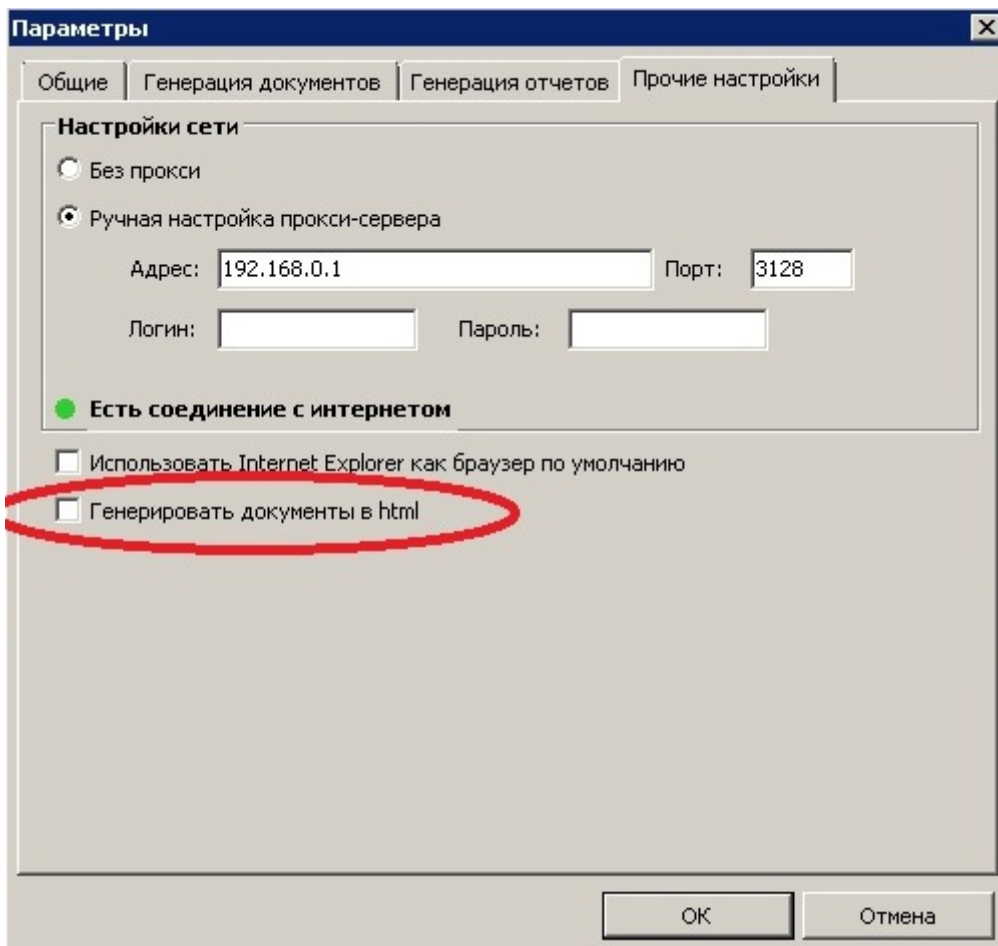 Параметры
Общие Генерация документов Генерация отчетов Прочие настройки
Настройки сети
Без прокси
Ручная настройка прокси-сервера
Адрес: 192.168.0.1 Порт: 3128
Логин: Пароль:
Есть соединение с интернетом
Использовать Internet Explorer как браузер по умолчанию
Генерировать документы в html
ОК Отмена